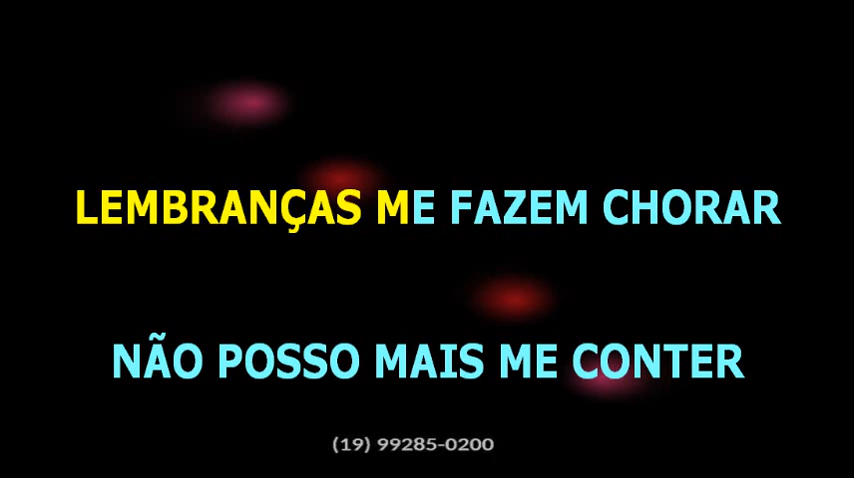 LEMBRANÇAS ME FAZEM CHORAR
NÃO POSSO MAIS ME CONTER
(19) 99285-0200